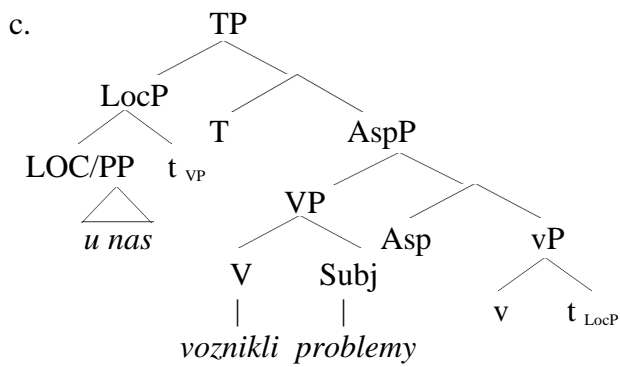 c.
TP
LocP
T AspP
LOC/PP t VP
VP
u nas Asp vP
V Subj
v t LocP
voznikli problemy